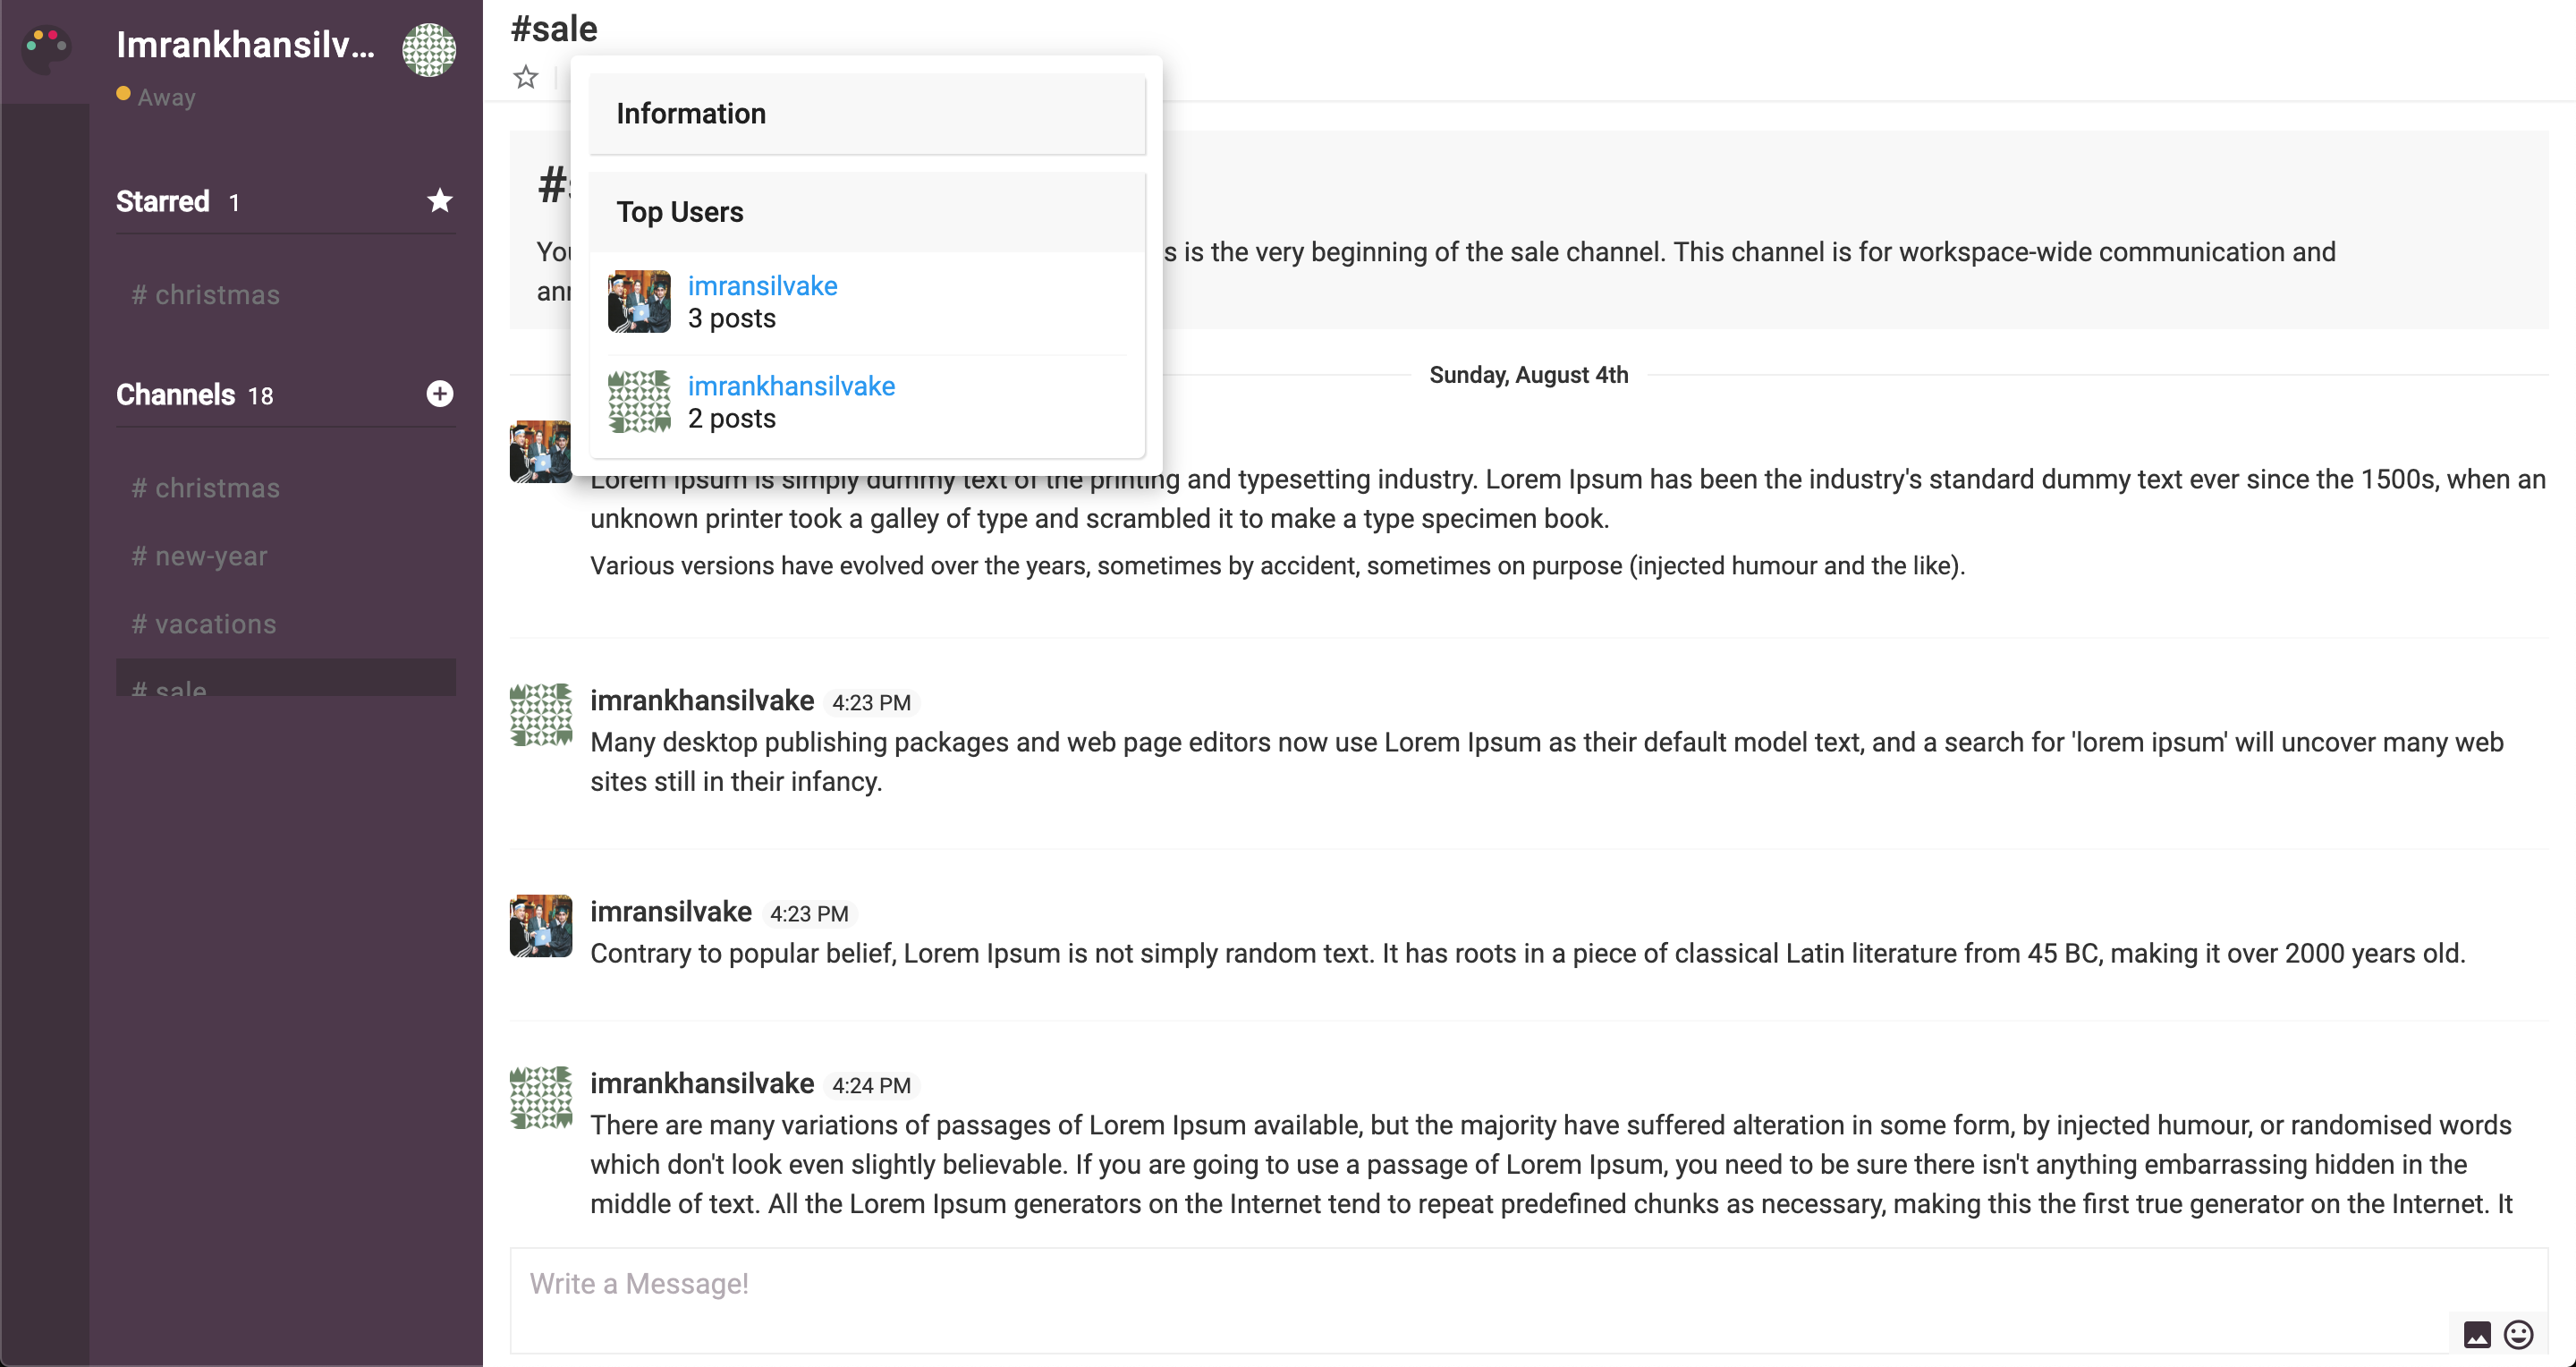 Imrankhansilv...
Away
Starred 1
# christmas
Channels 18
# christmas
# new-year
# vacations
# sale
#sale
Information
Top Users
imransilvake
3 posts
imrankhansilvake
2 posts
s is the very beginning of the sale channel. This channel is for workspace-wide communication and
Sunday, August 4th
Lorem Ipsum is simply dummy text of the printing and typesetting industry. Lorem Ipsum has been the industry's standard dummy text ever since the 1500s, when an
unknown printer took a galley of type and scrambled it to make a type specimen book.
Various versions have evolved over the years, sometimes by accident, sometimes on purpose (injected humour and the like).
imrankhansilvake 4:23 PM
Many desktop publishing packages and web page editors now use Lorem Ipsum as their default model text, and a search for 'lorem ipsum' will uncover many web
sites still in their infancy.
imransilvake 4:23 PM
Contrary to popular belief, Lorem Ipsum is not simply random text. It has roots in a piece of classical Latin literature from 45 BC, making it over 2000 years old.
imrankhansilvake 4:24 PM
There are many variations of passages of Lorem Ipsum available, but the majority have suffered alteration in some form, by injected humour, or randomised words
which don't look even slightly believable. If you are going to use a passage of Lorem Ipsum, you need to be sure there isn't anything embarrassing hidden in the
middle of text. All the Lorem Ipsum generators on the Internet tend to repeat predefined chunks as necessary, making this the first true generator on the Internet. It
Write a Message!